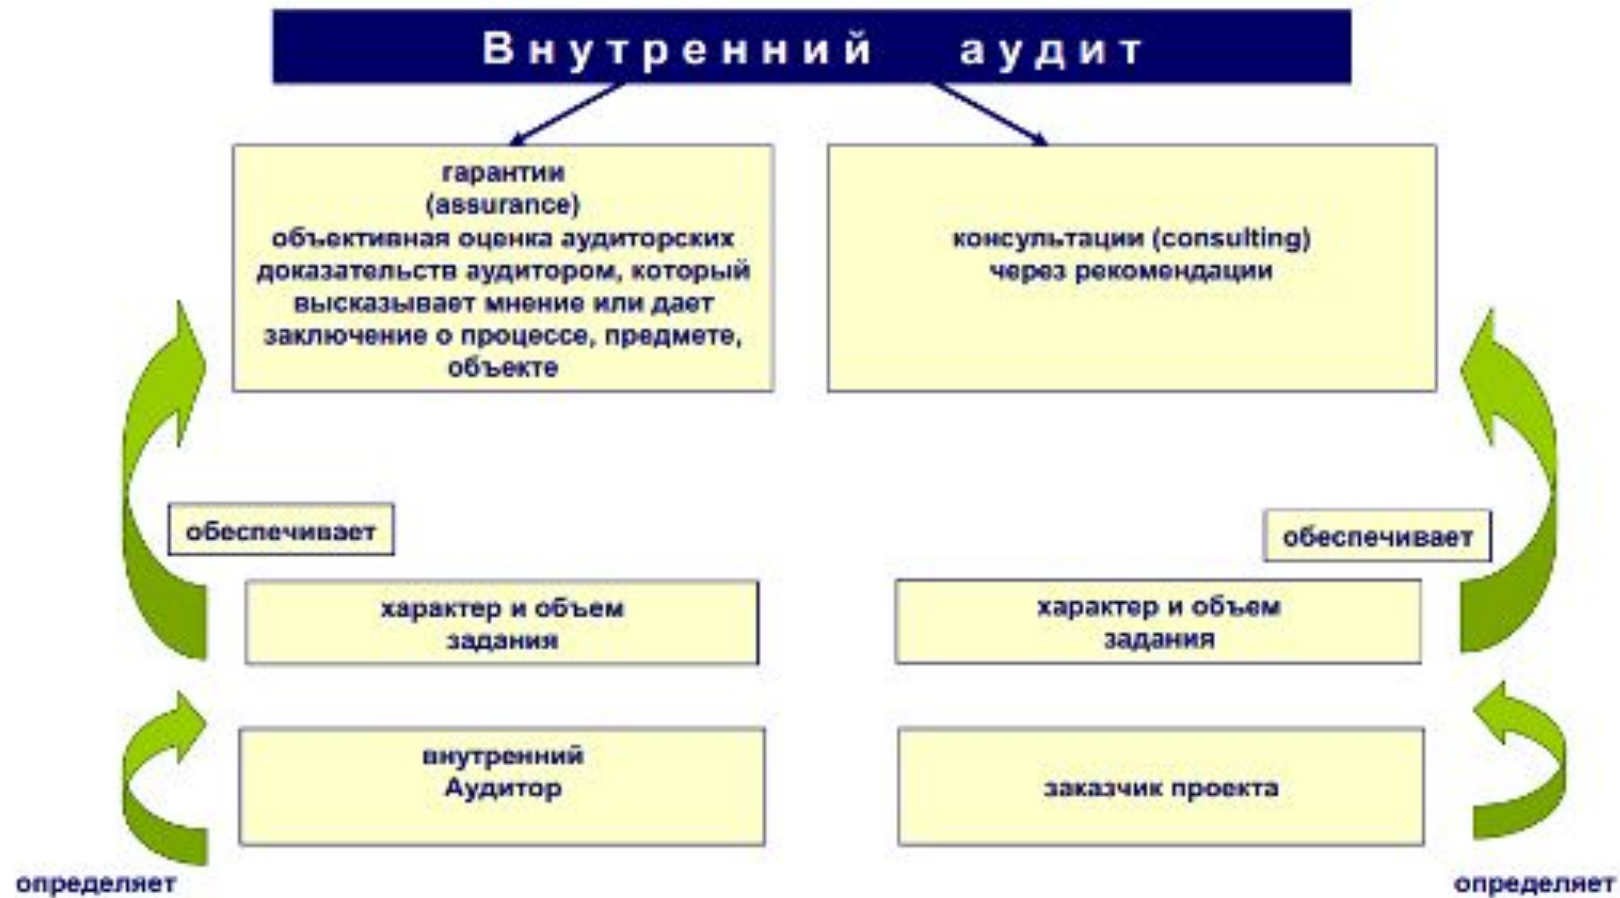 Внутренний аудит
гарантии
(assurance)
объективная оценка аудиторских
доказательств аудитором, который
высказывает мнение или дает
заключение о процессе, предмете,
объекте
консультации (consulting)
через рекомендации
обеспечивает
обеспечивает
характер и объем
задания
характер и объем
задания
внутренний
Аудитор
заказчик проекта
определяет
определяет